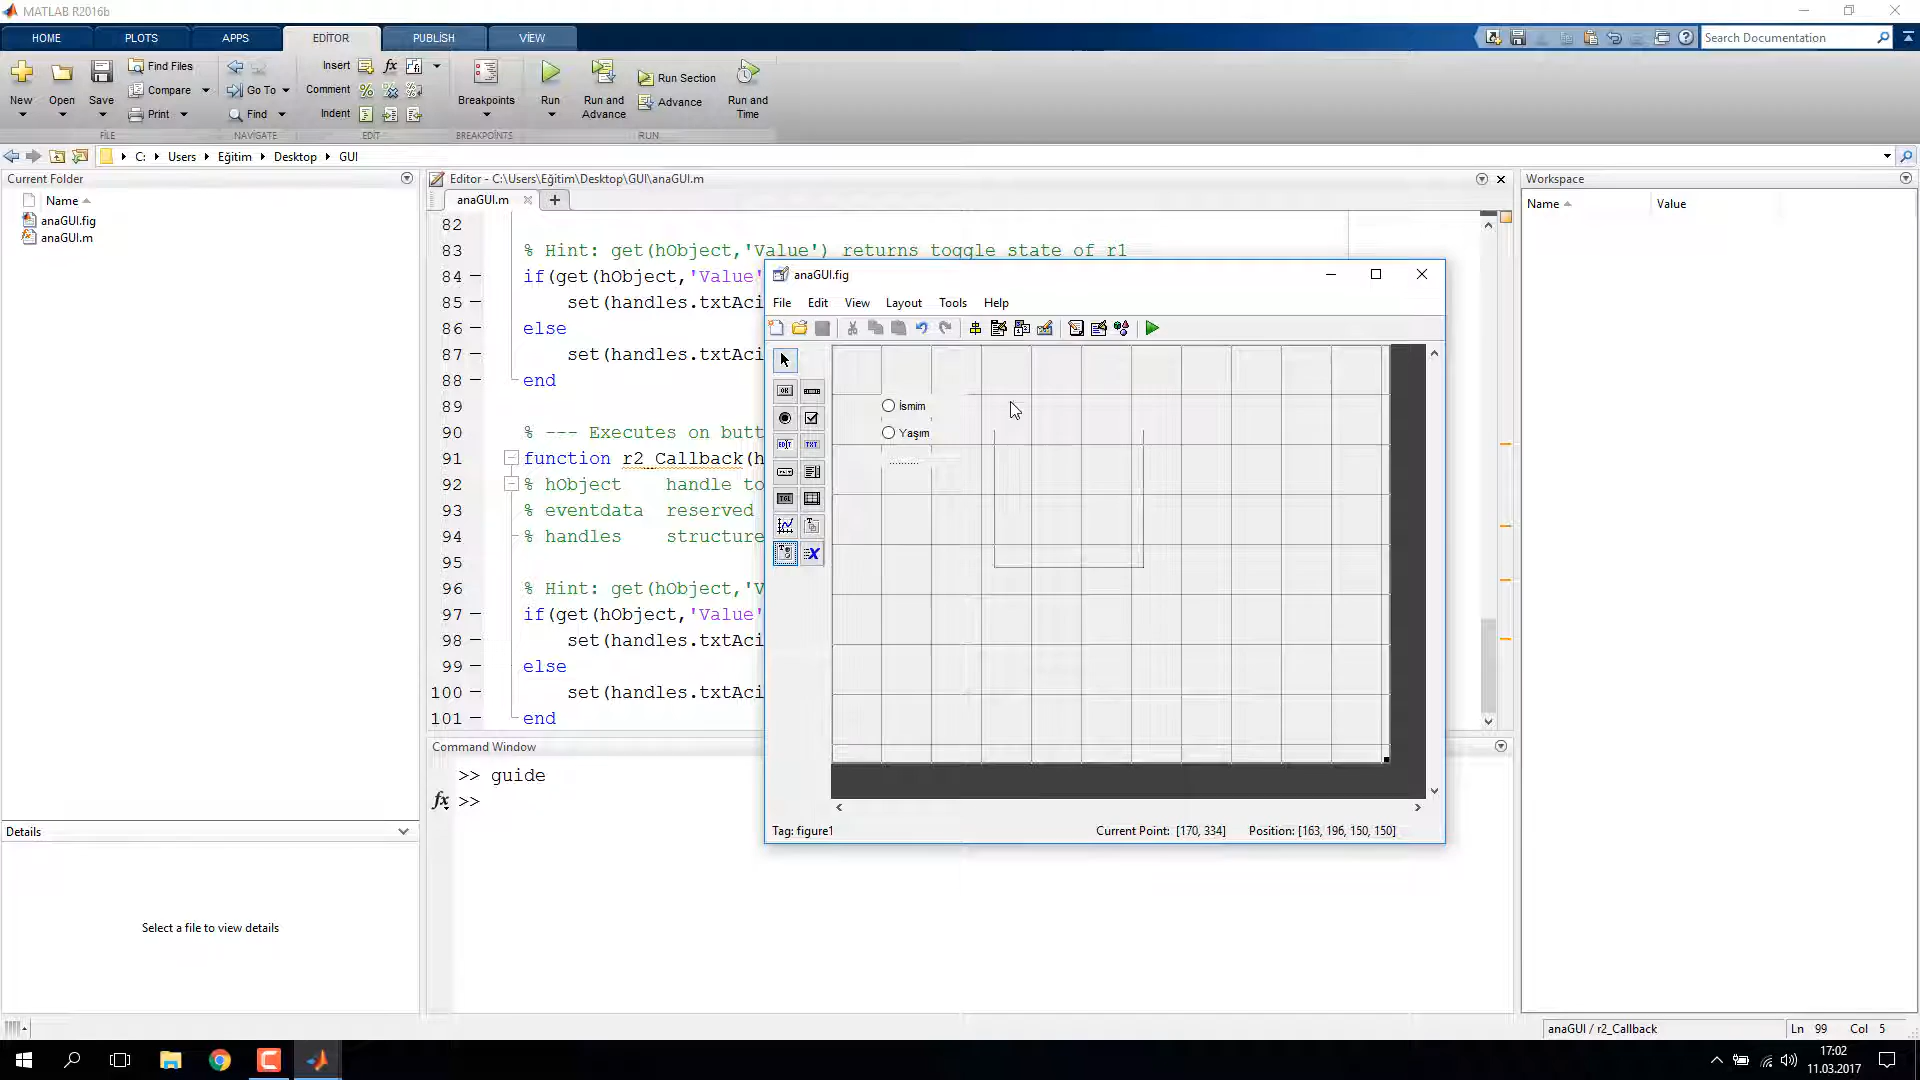 MATLAB R2016b
HOME PLOTS APPS EDITOR PUBLISH VIEW
Search Documentation
New Open Save
Find Files
Compare
Print
Go To
Find
Insert fx
Comment
Indent
Breakpoints
Run
Run and
Advance
Run Section
Advance
Run and
Time
FILE NAVIGATE EDIT BREAKPOINTS RUN
C: Users Eğitim Desktop GUI
Current Folder
Name
anaGUI.fig
anaGUI.m
Details
Select a file to view details
Editor - C:\Users\Eğitim\Desktop\GUI\anaGUI.m
anaGUI.m
82
83 % Hint: get(hObject,'Value') returns toggle state of r1
84 if(get(hObject,'Value'
85 set(handles.txtAci
86 else
87 set(handles.txtAci
88 end
89
90 % --- Executes on butt
91 function r2_Callback(h
92 % hObject handle to
93 % eventdata reserved
94 % handles structure
95
96 % Hint: get(hObject,'V
97 if(get(hObject,'Value'
98 set(handles.txtAci
99 else
100 set(handles.txtAci
101 end
Command Window
>> guide
fx >>
anaGUI.fig
File Edit View Layout Tools Help
OK
EDIT TXT
TGL
İsmim
Yaşım
..........
Tag: figure1
Current Point: [170, 334]
Position: [163, 196, 150, 150]
Workspace
Name Value
anaGUI / r2_Callback
Ln 99 Col 5
17:02
11.03.2017